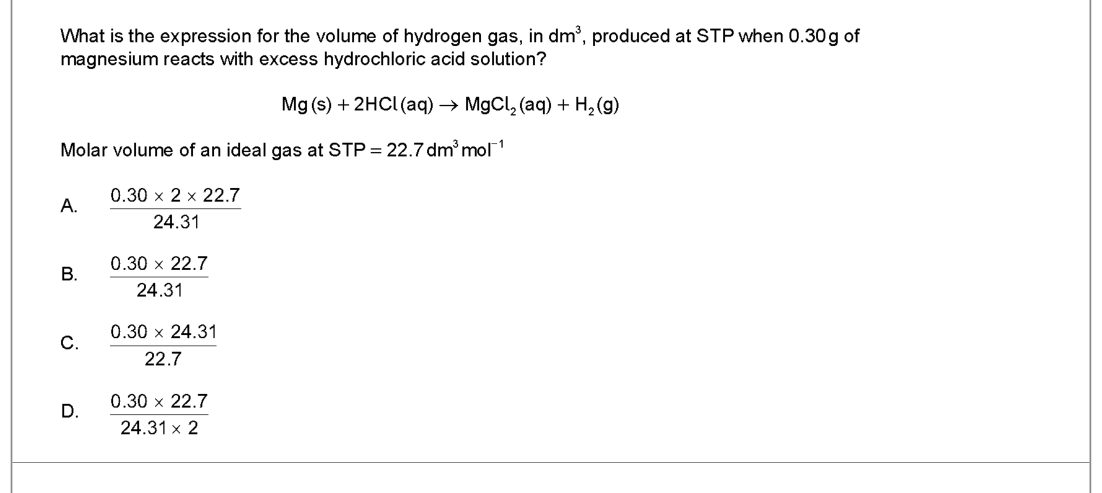 What is the expression for the volume of hydrogen gas, in dm³, produced at STP when 0.30 g of
magnesium reacts with excess hydrochloric acid solution?
Mg (s) + 2HCl (aq) → MgCl₂ (aq) + H₂ (g)
Molar volume of an ideal gas at STP = 22.7 dm³ mol⁻¹
A.
0.30 × 2 × 22.7
24.31
B.
0.30 × 22.7
24.31
C.
0.30 × 24.31
22.7
D.
0.30 × 22.7
24.31 × 2